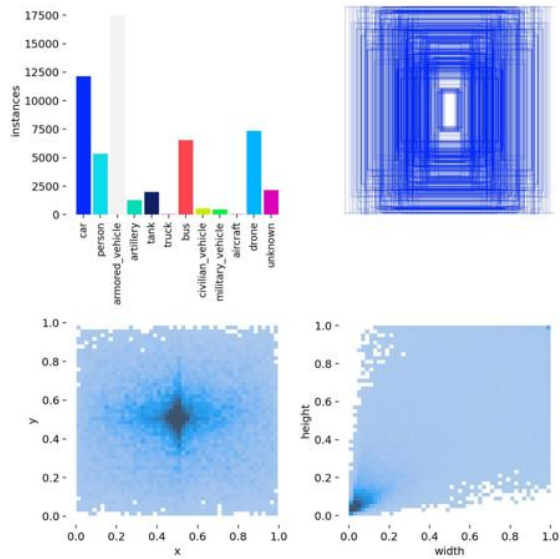 17500
15000
12500
10000
7500
5000
2500
0
instances
car
person
armored_vehicle
artillery
tank
truck
bus
civilian_vehicle
military_vehicle
aircraft
drone
unknown
1.0
0.8
0.6
0.4
0.2
0.0
y
0.0 0.2 0.4 0.6 0.8 1.0
x
1.0
0.8
0.6
0.4
0.2
0.0
height
0.0 0.2 0.4 0.6 0.8 1.0
width